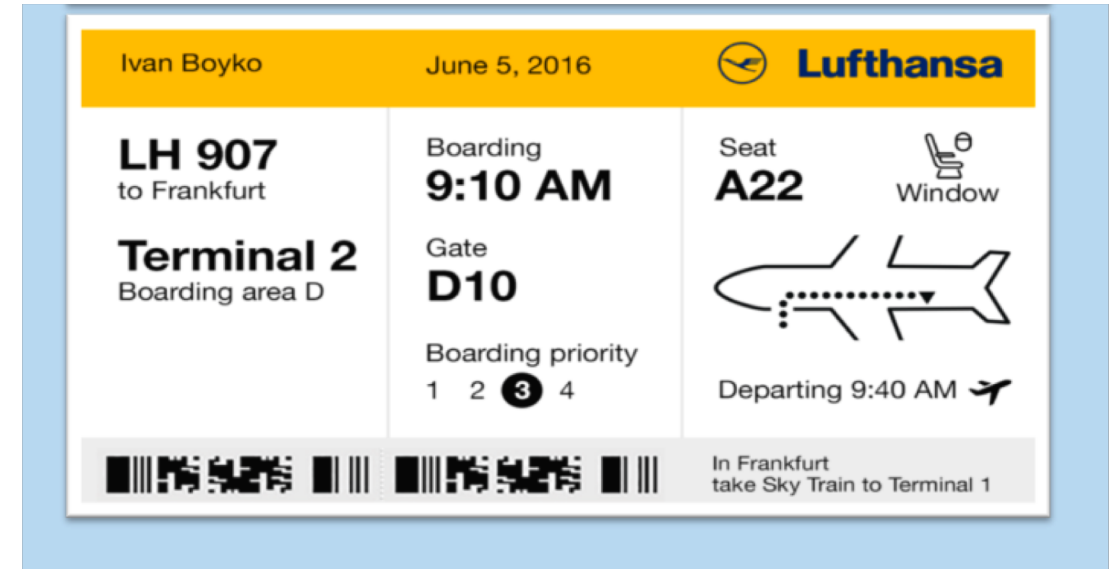 Ivan Boyko
June 5, 2016
Lufthansa
LH 907
to Frankfurt
Terminal 2
Boarding area D
Boarding
9:10 AM
Gate
D10
Boarding priority
1 2 3 4
Seat
A22
Window
Departing 9:40 AM
In Frankfurt
take Sky Train to Terminal 1